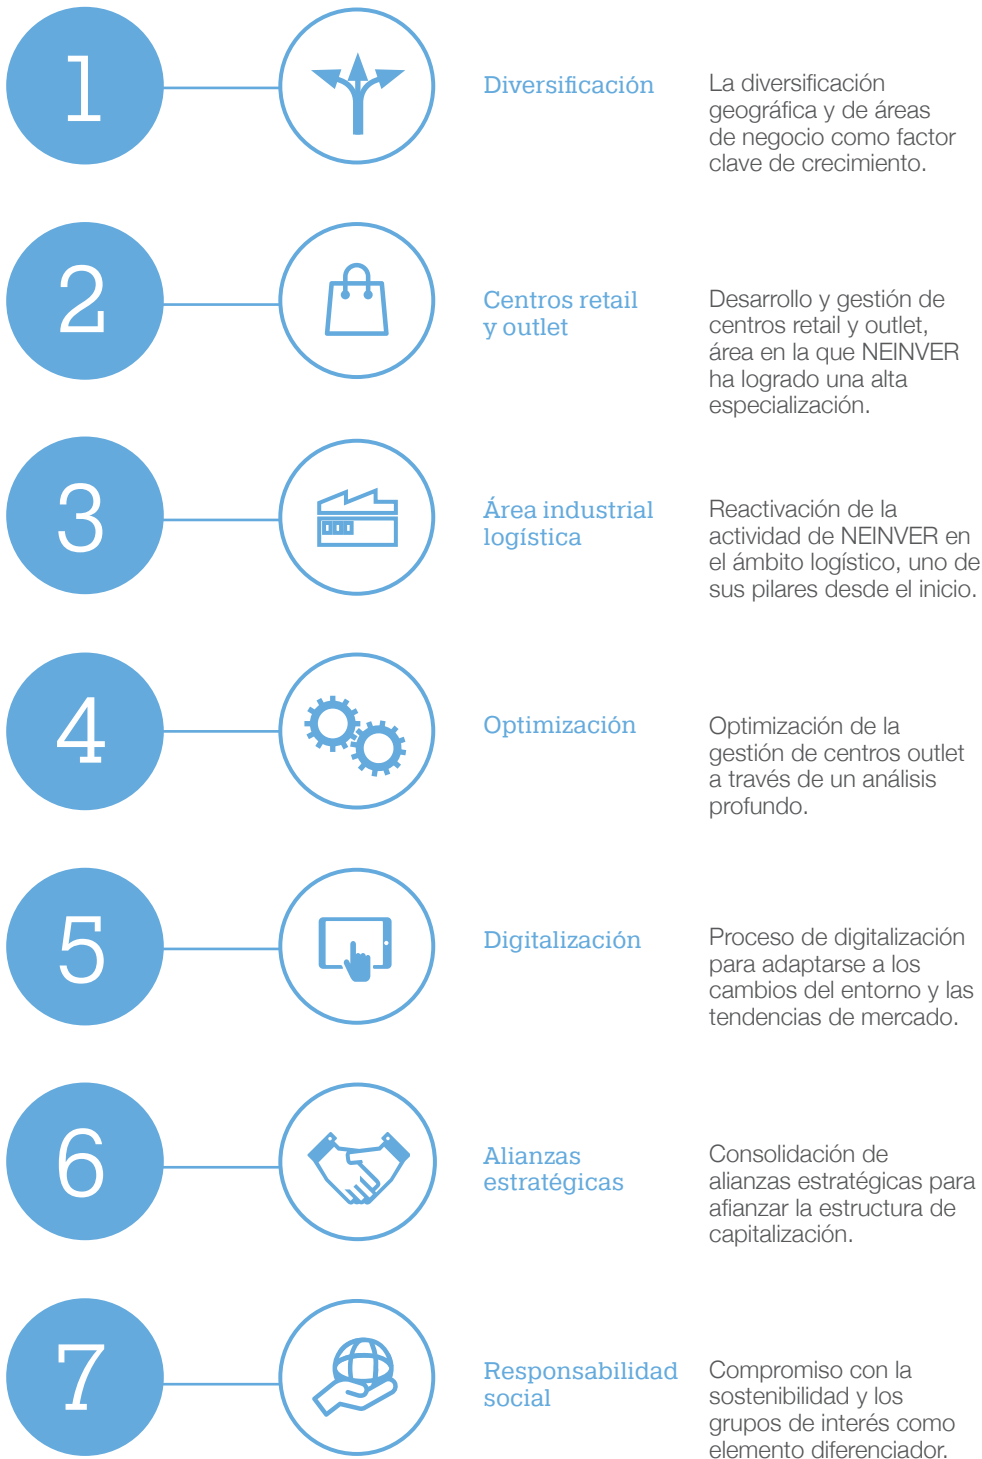 1
Diversificación
La diversificación
geográfica y de áreas
de negocio como factor
clave de crecimiento.
2
Centros retail
y outlet
Desarrollo y gestión de
centros retail y outlet,
área en la que NEINVER
ha logrado una alta
especialización.
3
Área industrial
logística
Reactivación de la
actividad de NEINVER en
el ámbito logístico, uno de
sus pilares desde el inicio.
4
Optimización
Optimización de la
gestión de centros outlet
a través de un análisis
profundo.
5
Digitalización
Proceso de digitalización
para adaptarse a los
cambios del entorno y las
tendencias de mercado.
6
Alianzas
estratégicas
Consolidación de
alianzas estratégicas para
afianzar la estructura de
capitalización.
7
Responsabilidad
social
Compromiso con la
sostenibilidad y los
grupos de interés como
elemento diferenciador.